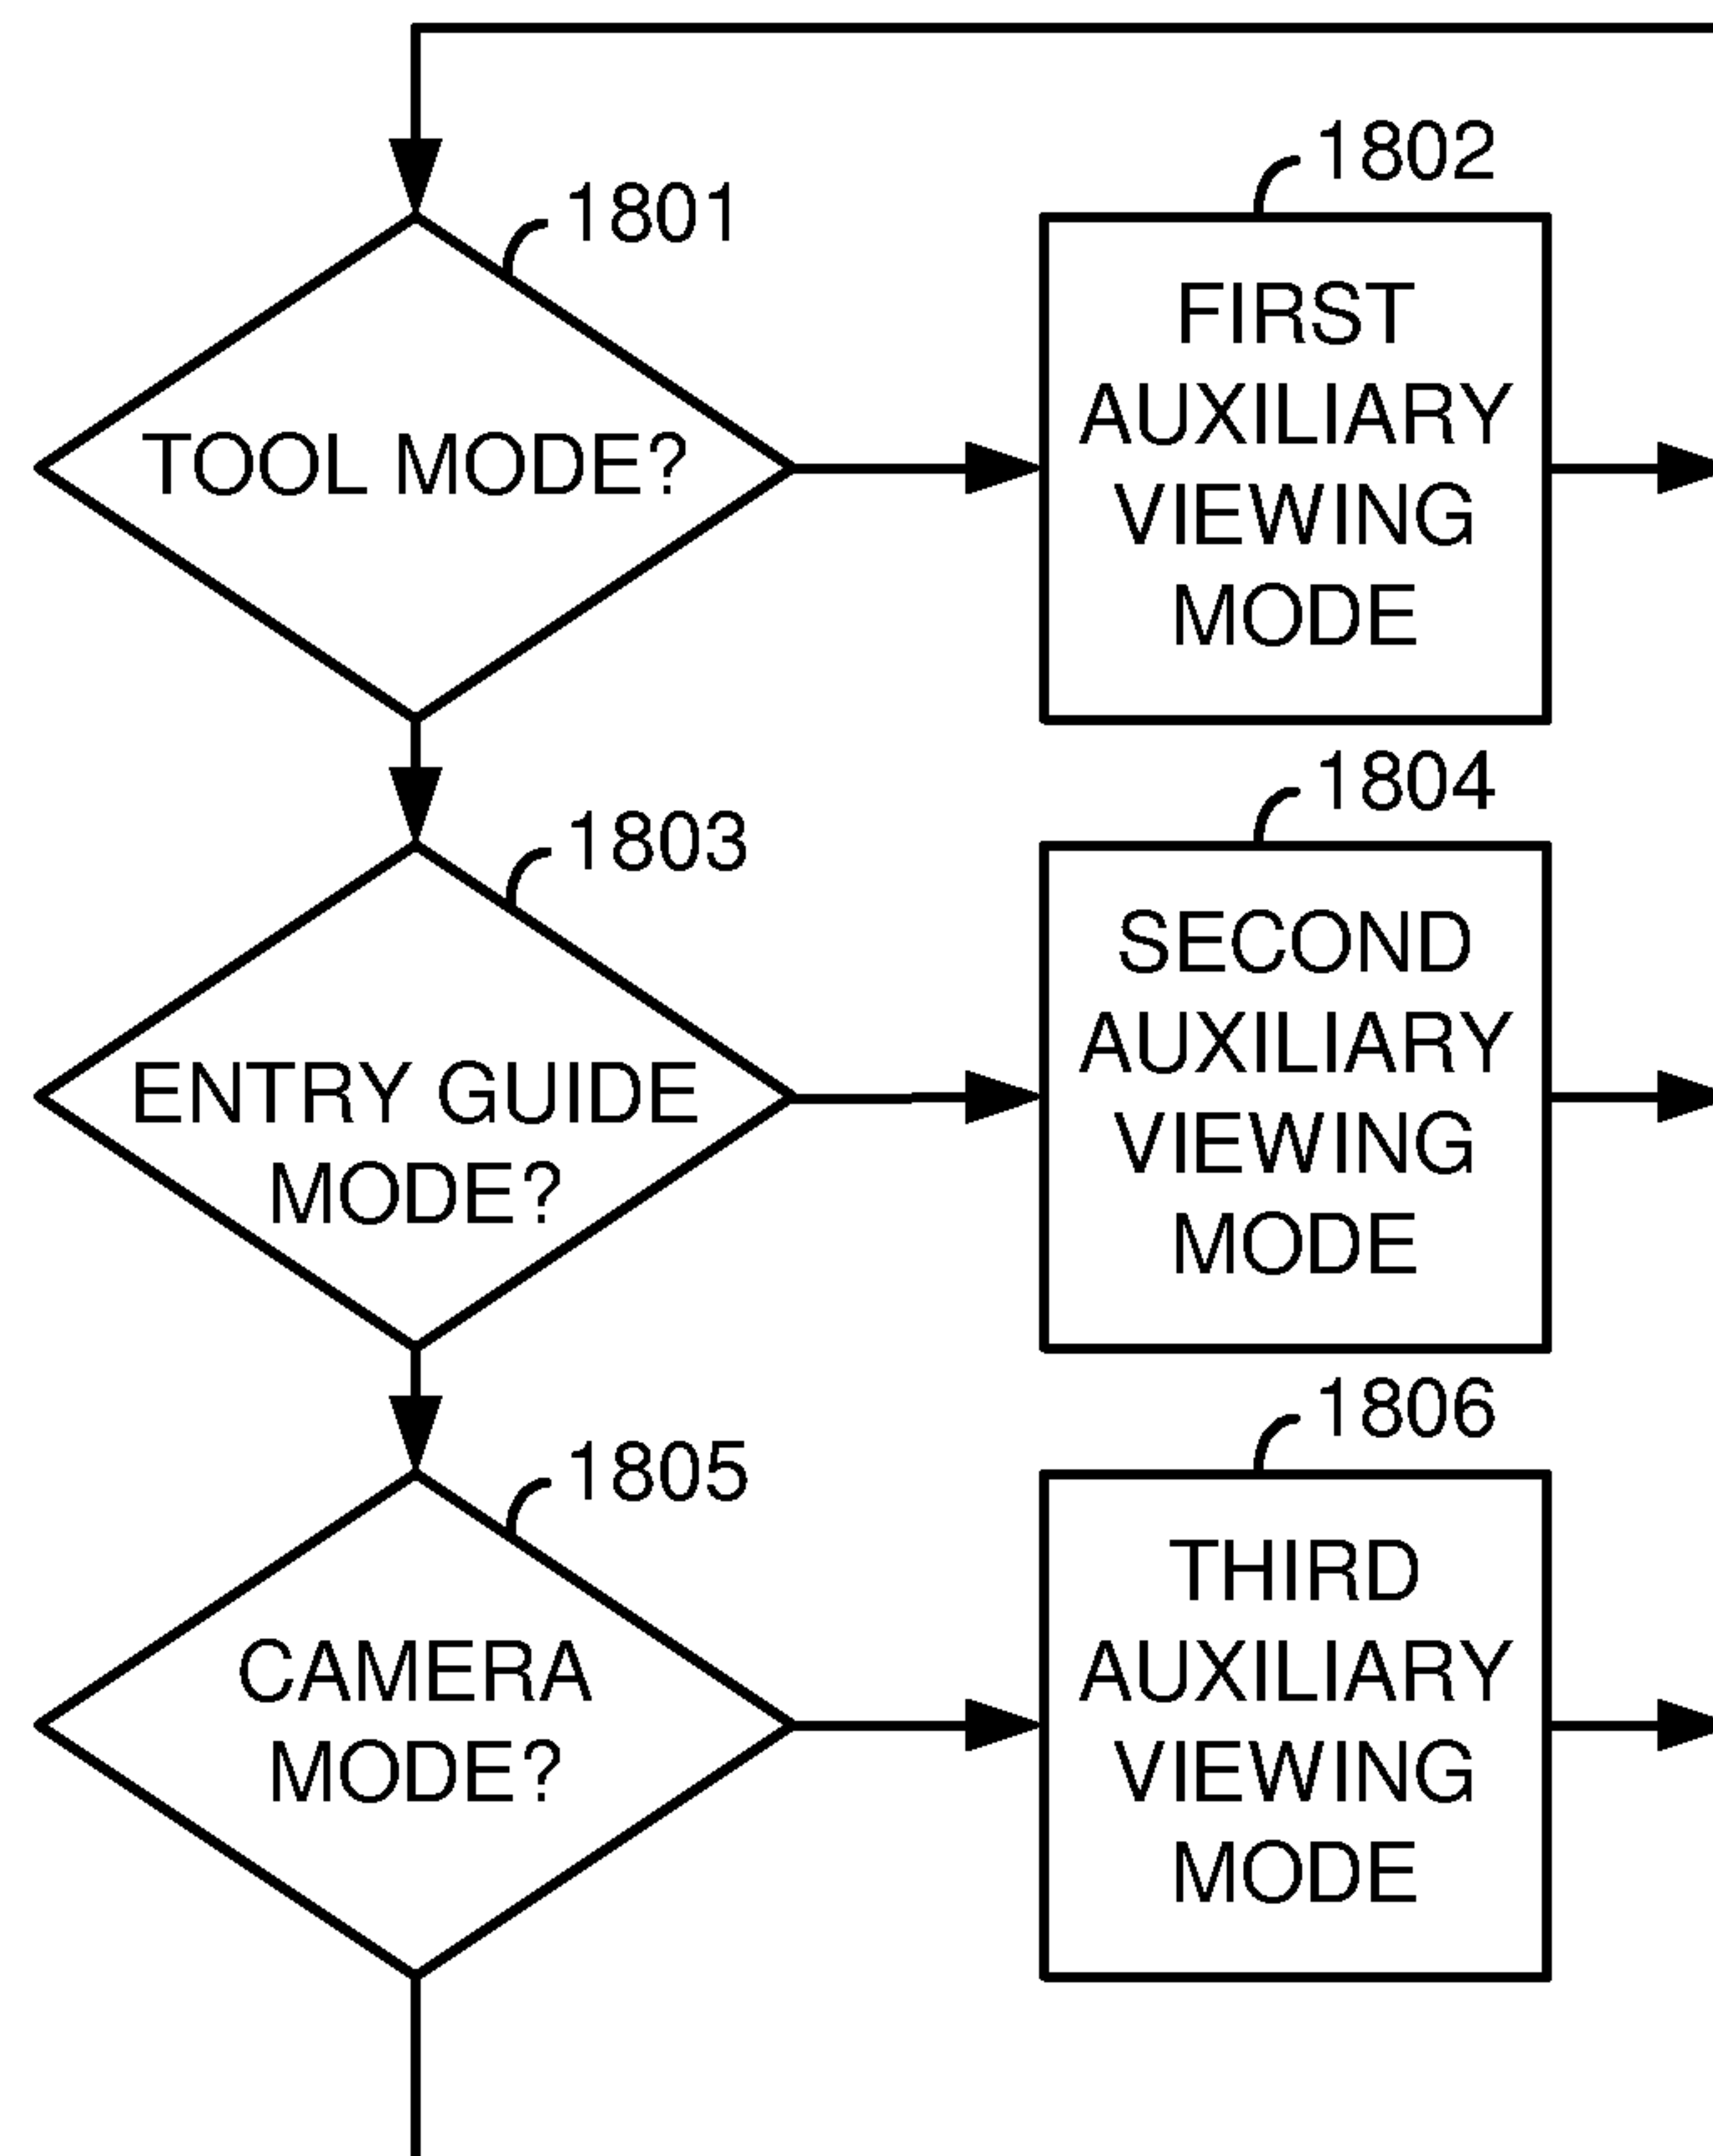 1802
1801
FIRST
AUXILIARY
VIEWING
MODE
TOOL MODE?
1804
1803
SECOND
AUXILIARY
VIEWING
MODE
ENTRY GUIDE
MODE?
1806
1805
THIRD
AUXILIARY
VIEWING
MODE
CAMERA
MODE?